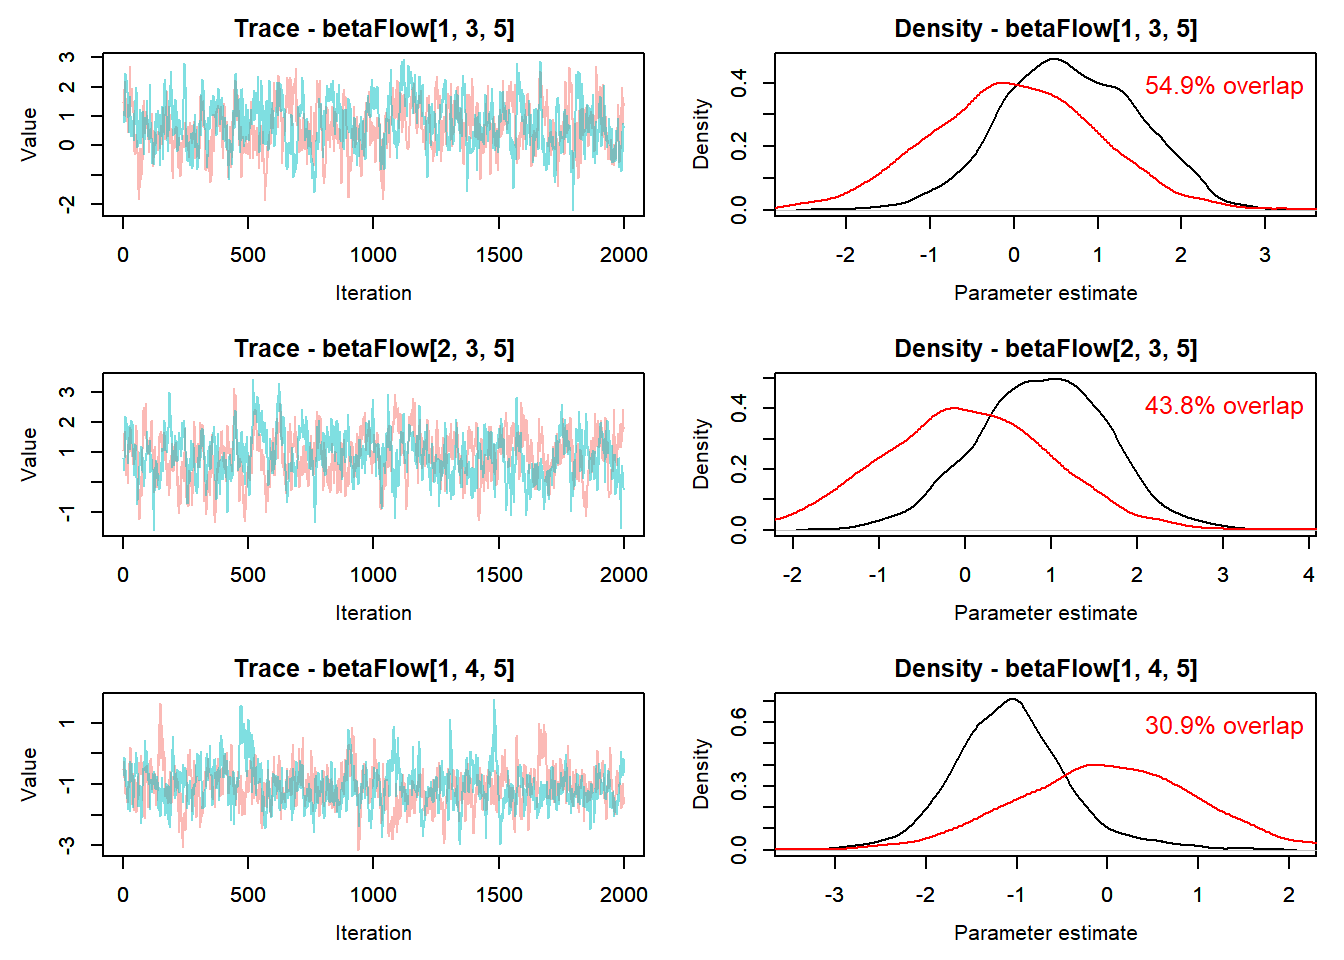 Trace - betaFlow[1, 3, 5]
Value
3
2
1
0
-2
0
500
1000
1500
2000
Iteration
Density - betaFlow[1, 3, 5]
54.9% overlap
Density
0.4
0.2
0.0
-2
-1
0
1
2
3
Parameter estimate
Trace - betaFlow[2, 3, 5]
Value
3
2
1
-1
0
500
1000
1500
2000
Iteration
Density - betaFlow[2, 3, 5]
43.8% overlap
Density
0.4
0.2
0.0
-2
-1
0
1
2
3
4
Parameter estimate
Trace - betaFlow[1, 4, 5]
Value
1
-1
-3
0
500
1000
1500
2000
Iteration
Density - betaFlow[1, 4, 5]
30.9% overlap
Density
0.6
0.3
0.0
-3
-2
-1
0
1
2
Parameter estimate